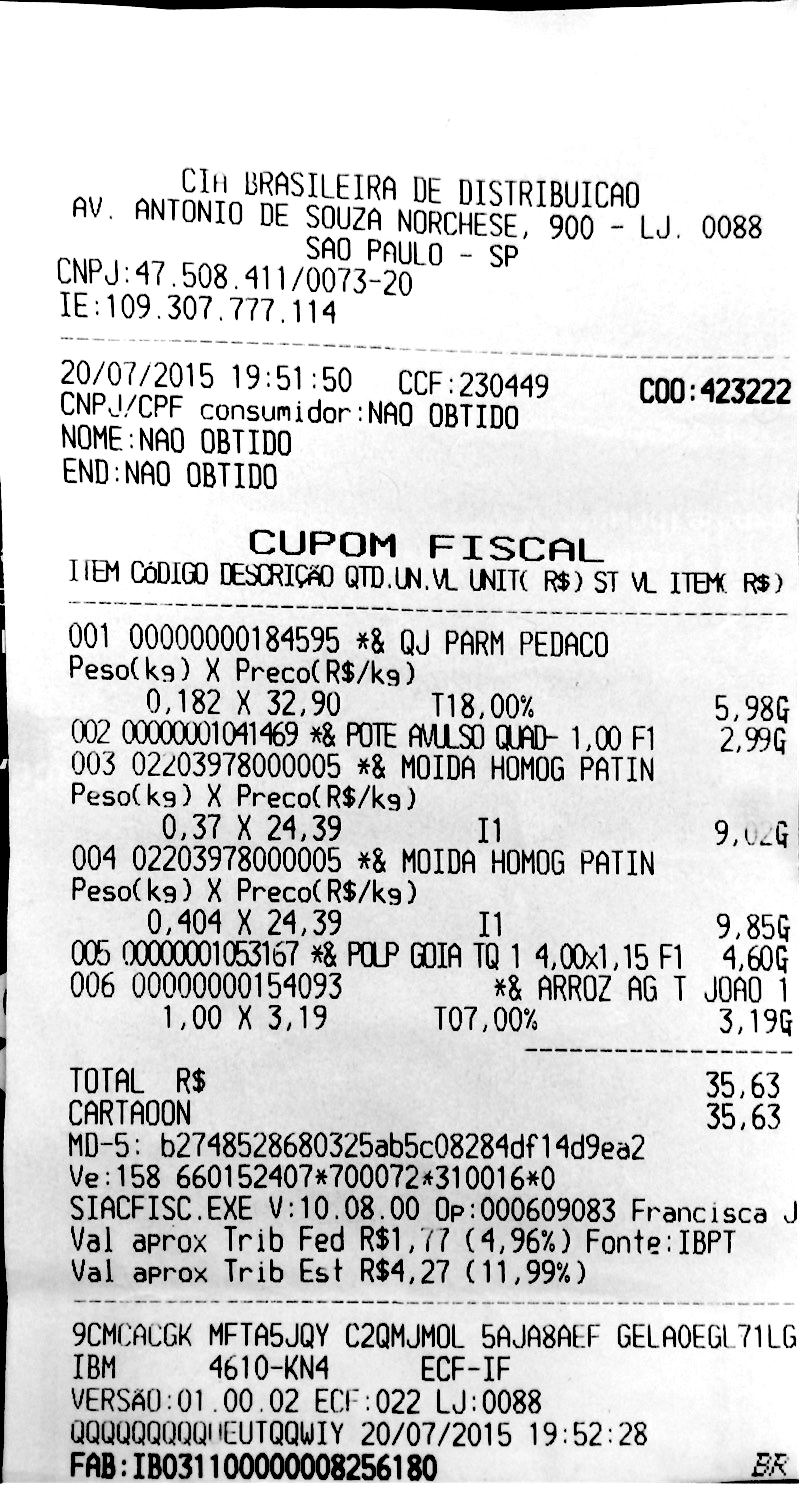 CIA BRASILEIRA DE DISTRIBUICAO
AV. ANTONIO DE SOUZA NORCHESE, 900 - LJ. 0088
SAO PAULO - SP
CNPJ:47.508.411/0073-20
IE:109.307.777.114
20/07/2015 19:51:50 CCF:230449 COO:423222
CNPJ/CPF consumidor:NAO OBTIDO
NOME:NAO OBTIDO
END:NAO OBTIDO
CUPOM FISCAL
ITEM CÓDIGO DESCRIÇÃO QTD.UN.VL UNIT( R$) ST VL ITEM( R$)
001 00000000184595 *& QJ PARM PEDACO
Peso(kg) X Preco(R$/kg)
0,182 X 32,90 T18,00% 5,98G
002 00000001041469 *& POTE AVULSO QUAD- 1,00 F1 2,99G
003 02203978000005 *& MOIDA HOMOG PATIN
Peso(kg) X Preco(R$/kg)
0,37 X 24,39 I1 9,02G
004 02203978000005 *& MOIDA HOMOG PATIN
Peso(kg) X Preco(R$/kg)
0,404 X 24,39 I1 9,85G
005 00000001053167 *& POLP GOIA TQ 1 4,00x1,15 F1 4,60G
006 00000000154093 *& ARROZ AG T JOAO 1
1,00 X 3,19 T07,00% 3,19G
TOTAL R$ 35,63
CARTAOON 35,63
MD-5: b2748528680325ab5c08284df14d9ea2
Ve:158 660152407*700072*310016*0
SIACFISC.EXE V:10.08.00 Op:000609083 Francisca J
Val aprox Trib Fed R$1,77 (4,96%) Fonte:IBPT
Val aprox Trib Est R$4,27 (11,99%)
9CMCACGK MFTA5JQY C2QMJMOL 5AJA8AEF GELAOEGL71LG
IBM 4610-KN4 ECF-IF
VERSÃO:01.00.02 ECF:022 LJ:0088
QQQQQQQQQUEUTQQWIY 20/07/2015 19:52:28
FAB:IB031100000008256180 BR